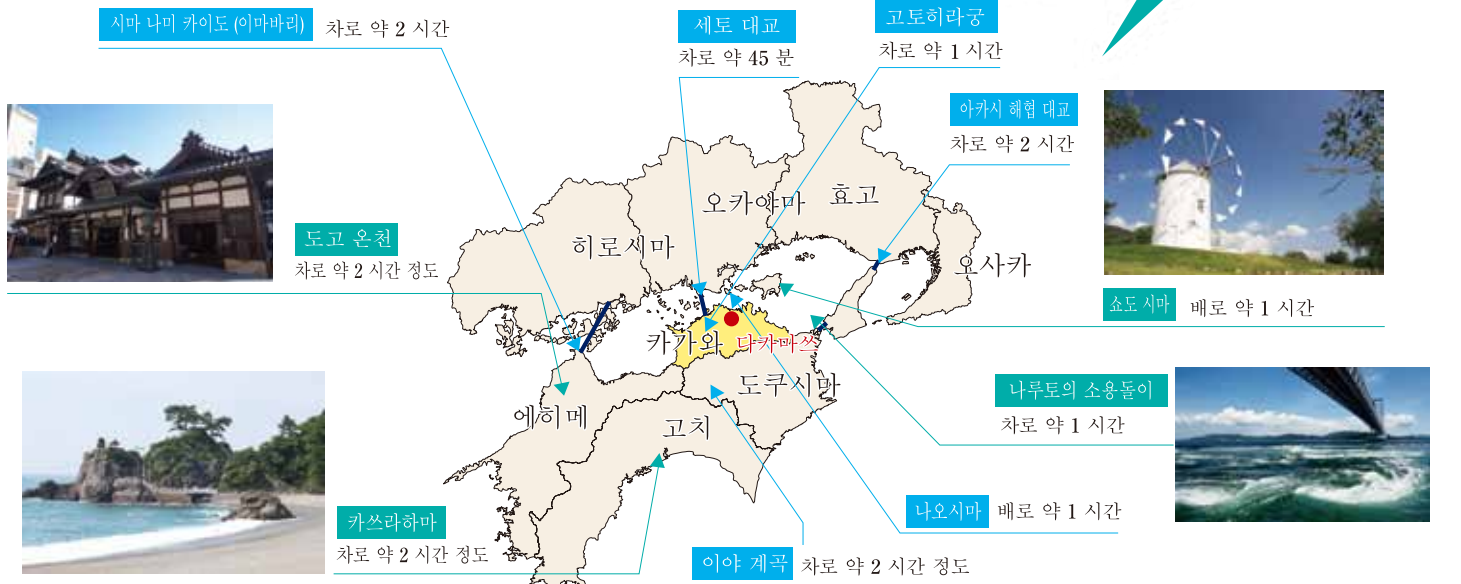 시마 나미 카이도 (이마바리) 차로 약 2 시간
세토 대교
차로 약 45 분
고토히라궁
차로 약 1 시간
아카시 해협 대교
차로 약 2 시간
오카야마
효고
히로시마
오사카
도고 온천
차로 약 2 시간 정도
쇼도 시마 배로 약 1 시간
카가와
다카마쓰
도쿠시마
에히메
고치
나루토의 소용돌이
차로 약 1 시간
카쓰라하마
차로 약 2 시간 정도
나오시마 배로 약 1 시간
이야 계곡 차로 약 2 시간 정도